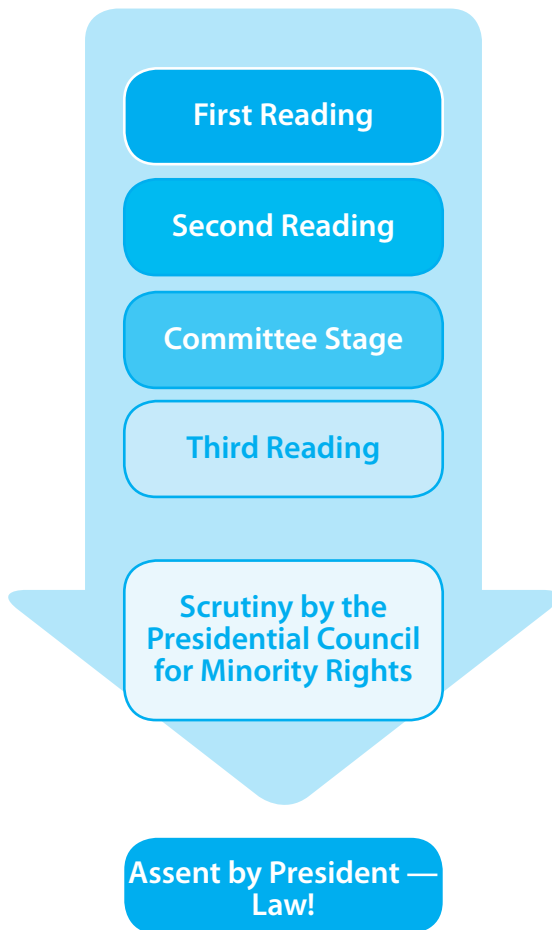 First Reading
Second Reading
Committee Stage
Third Reading
Scrutiny by the
Presidential Council
for Minority Rights
Assent by President —
Law!